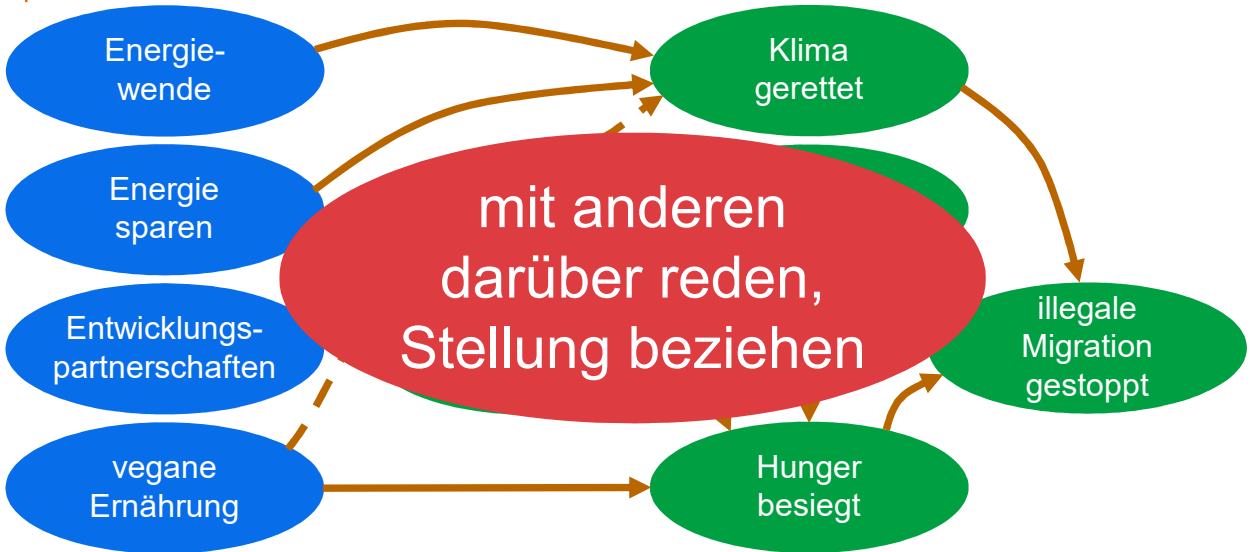 Energie-
wende
Klima
gerettet
Energie
sparen
mit anderen
darüber reden,
Stellung beziehen
Entwicklungs-
partnerschaften
illegale
Migration
gestoppt
vegane
Ernährung
Hunger
besiegt